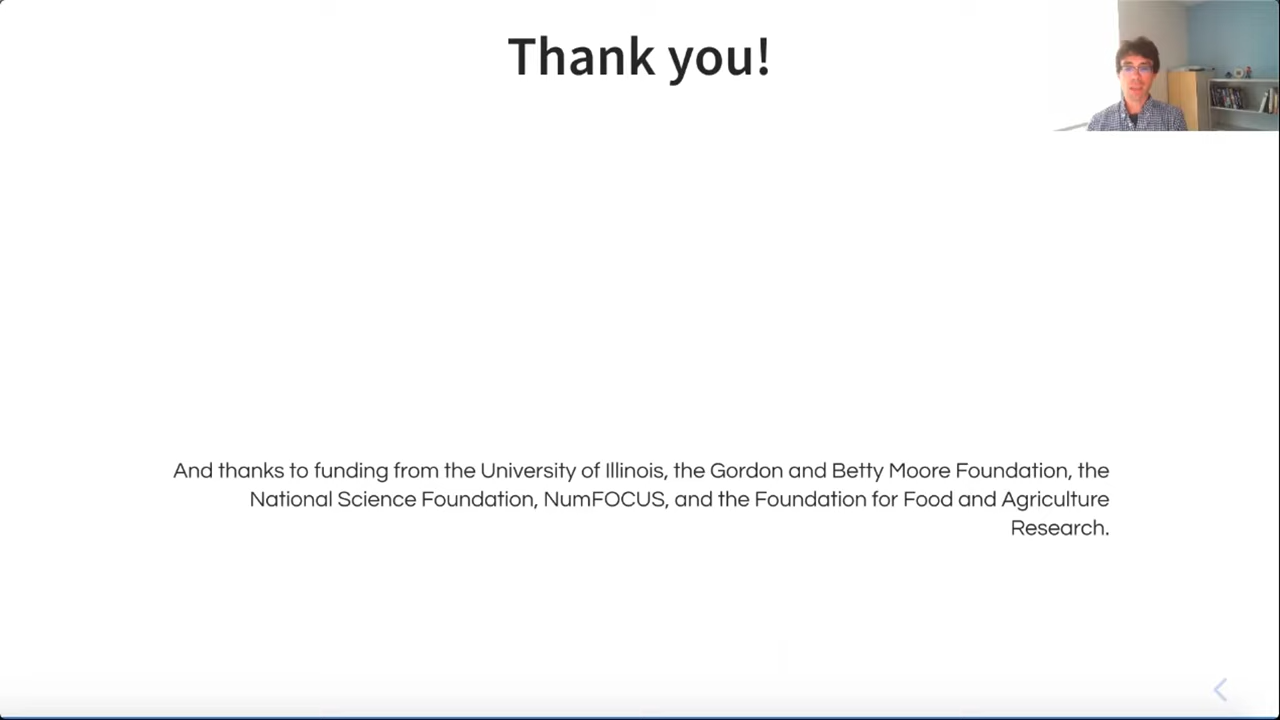 Thank you!
And thanks to funding from the University of Illinois, the Gordon and Betty Moore Foundation, the
National Science Foundation, NumFOCUS, and the Foundation for Food and Agriculture
Research.